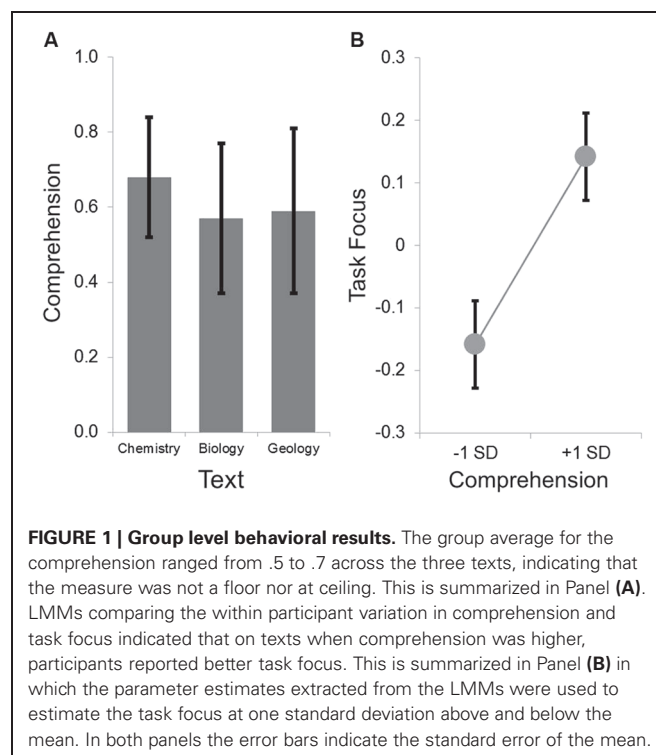 A
B
1.0
0.8
0.6
0.4
0.2
0.0
Comprehension
Chemistry Biology Geology
Text
0.3
0.2
0.1
0
-0.1
-0.2
-0.3
Task Focus
-1 SD +1 SD
Comprehension
FIGURE 1 | Group level behavioral results. The group average for the
comprehension ranged from .5 to .7 across the three texts, indicating that
the measure was not a floor nor at ceiling. This is summarized in Panel (A).
LMMs comparing the within participant variation in comprehension and
task focus indicated that on texts when comprehension was higher,
participants reported better task focus. This is summarized in Panel (B) in
which the parameter estimates extracted from the LMMs were used to
estimate the task focus at one standard deviation above and below the
mean. In both panels the error bars indicate the standard error of the mean.